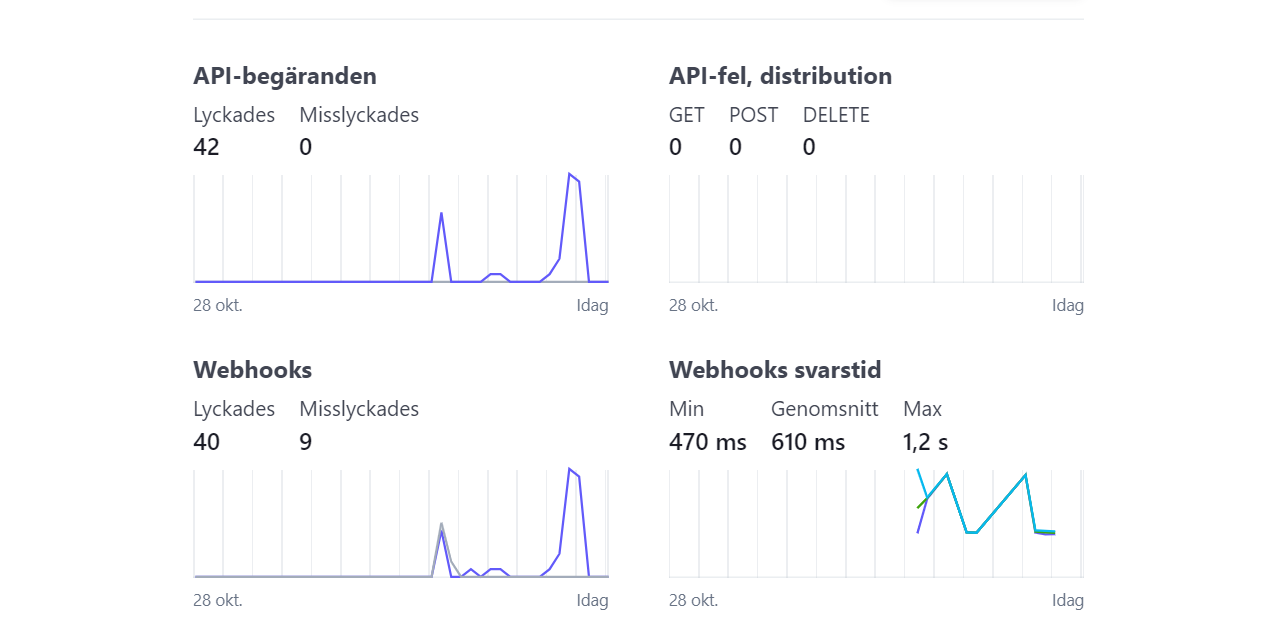 API-begäranden
Lyckades Misslyckades
42 0
28 okt. Idag
API-fel, distribution
GET POST DELETE
0 0 0
28 okt. Idag
Webhooks
Lyckades Misslyckades
40 9
28 okt. Idag
Webhooks svarstid
Min Genomsnitt Max
470 ms 610 ms 1,2 s
28 okt. Idag